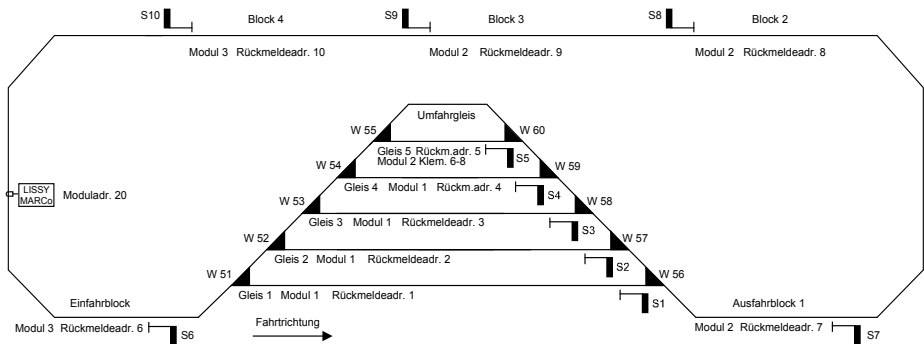 S10 Block 4 S9 Block 3 S8 Block 2
Modul 3 Rückmeldeadr. 10 Modul 2 Rückmeldeadr. 9 Modul 2 Rückmeldeadr. 8
Umfahrgleis
W 55 W 60
Gleis 5 Rückm.adr. 5
Modul 2 Klem. 6-8 S5
W 54 W 59
Gleis 4 Modul 1 Rückm.adr. 4 S4
LISSY
MARCo
Moduladr. 20
W 53 W 58
Gleis 3 Modul 1 Rückmeldeadr. 3 S3
W 52 W 57
Gleis 2 Modul 1 Rückmeldeadr. 2 S2
W 51 W 56
Gleis 1 Modul 1 Rückmeldeadr. 1 S1
Einfahrblock Ausfahrblock 1
Modul 3 Rückmeldeadr. 6 S6 Fahrtrichtung Modul 2 Rückmeldeadr. 7 S7